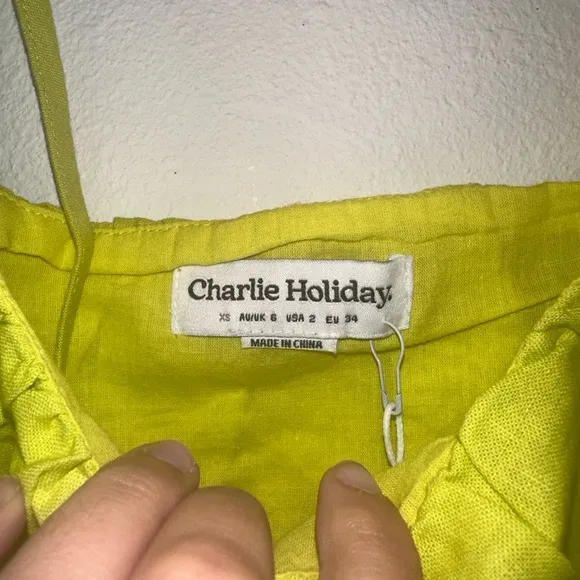 Charlie Holiday.
XS AU/UK 6 USA 2 EU 34
MADE IN CHINA